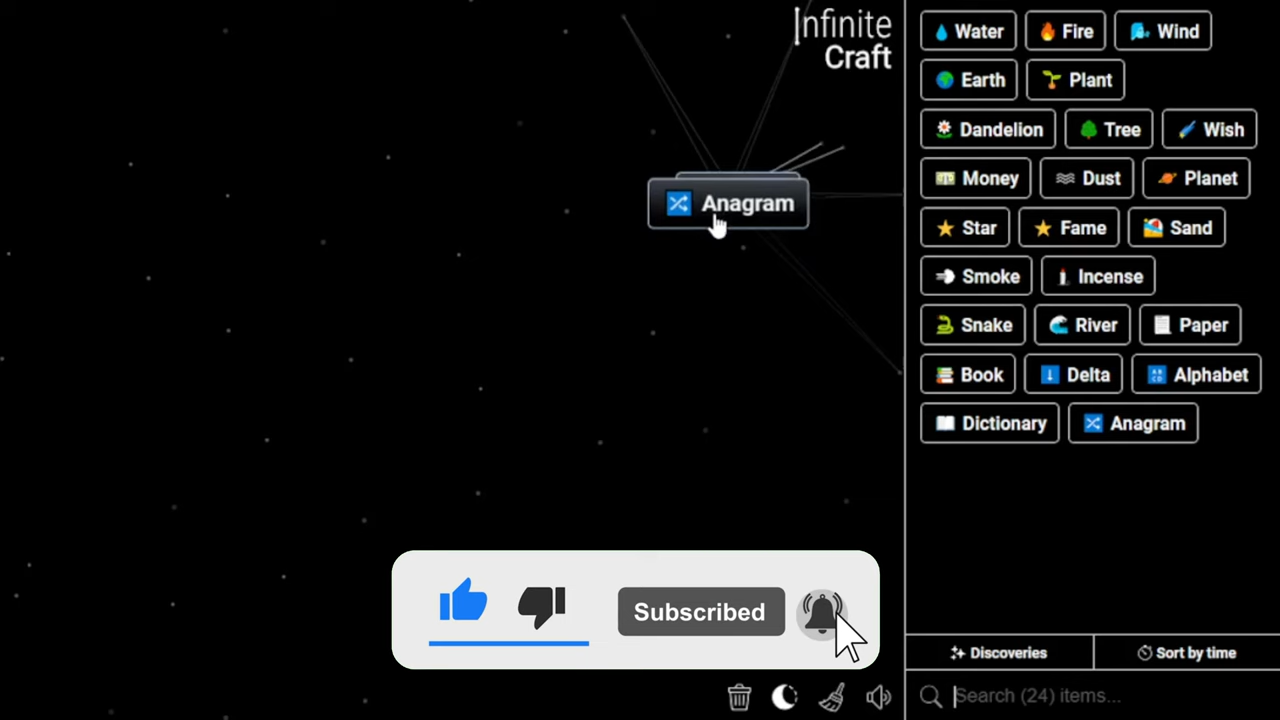 Infinite
Craft
Anagram
Water Fire Wind
Earth Plant
Dandelion Tree Wish
Money Dust Planet
Star Fame Sand
Smoke Incense
Snake River Paper
Book Delta Alphabet
Dictionary Anagram
Subscribed
Discoveries Sort by time
Search (24) items...